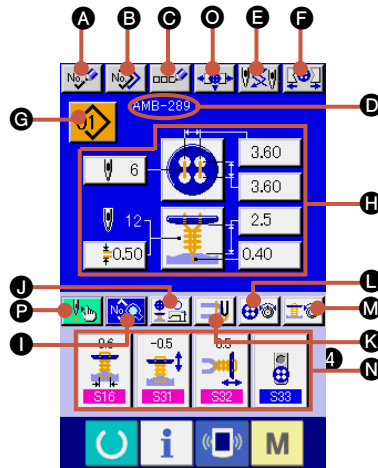 A B C O E F
No. No.
AMB-289 D
G 01
3.60
6
3.60
H
12 2.5
0.50 0.40
J L
P No. M
I K
0.6 -0.5 0.5 4 N
S16 S31 S32 S33
i M